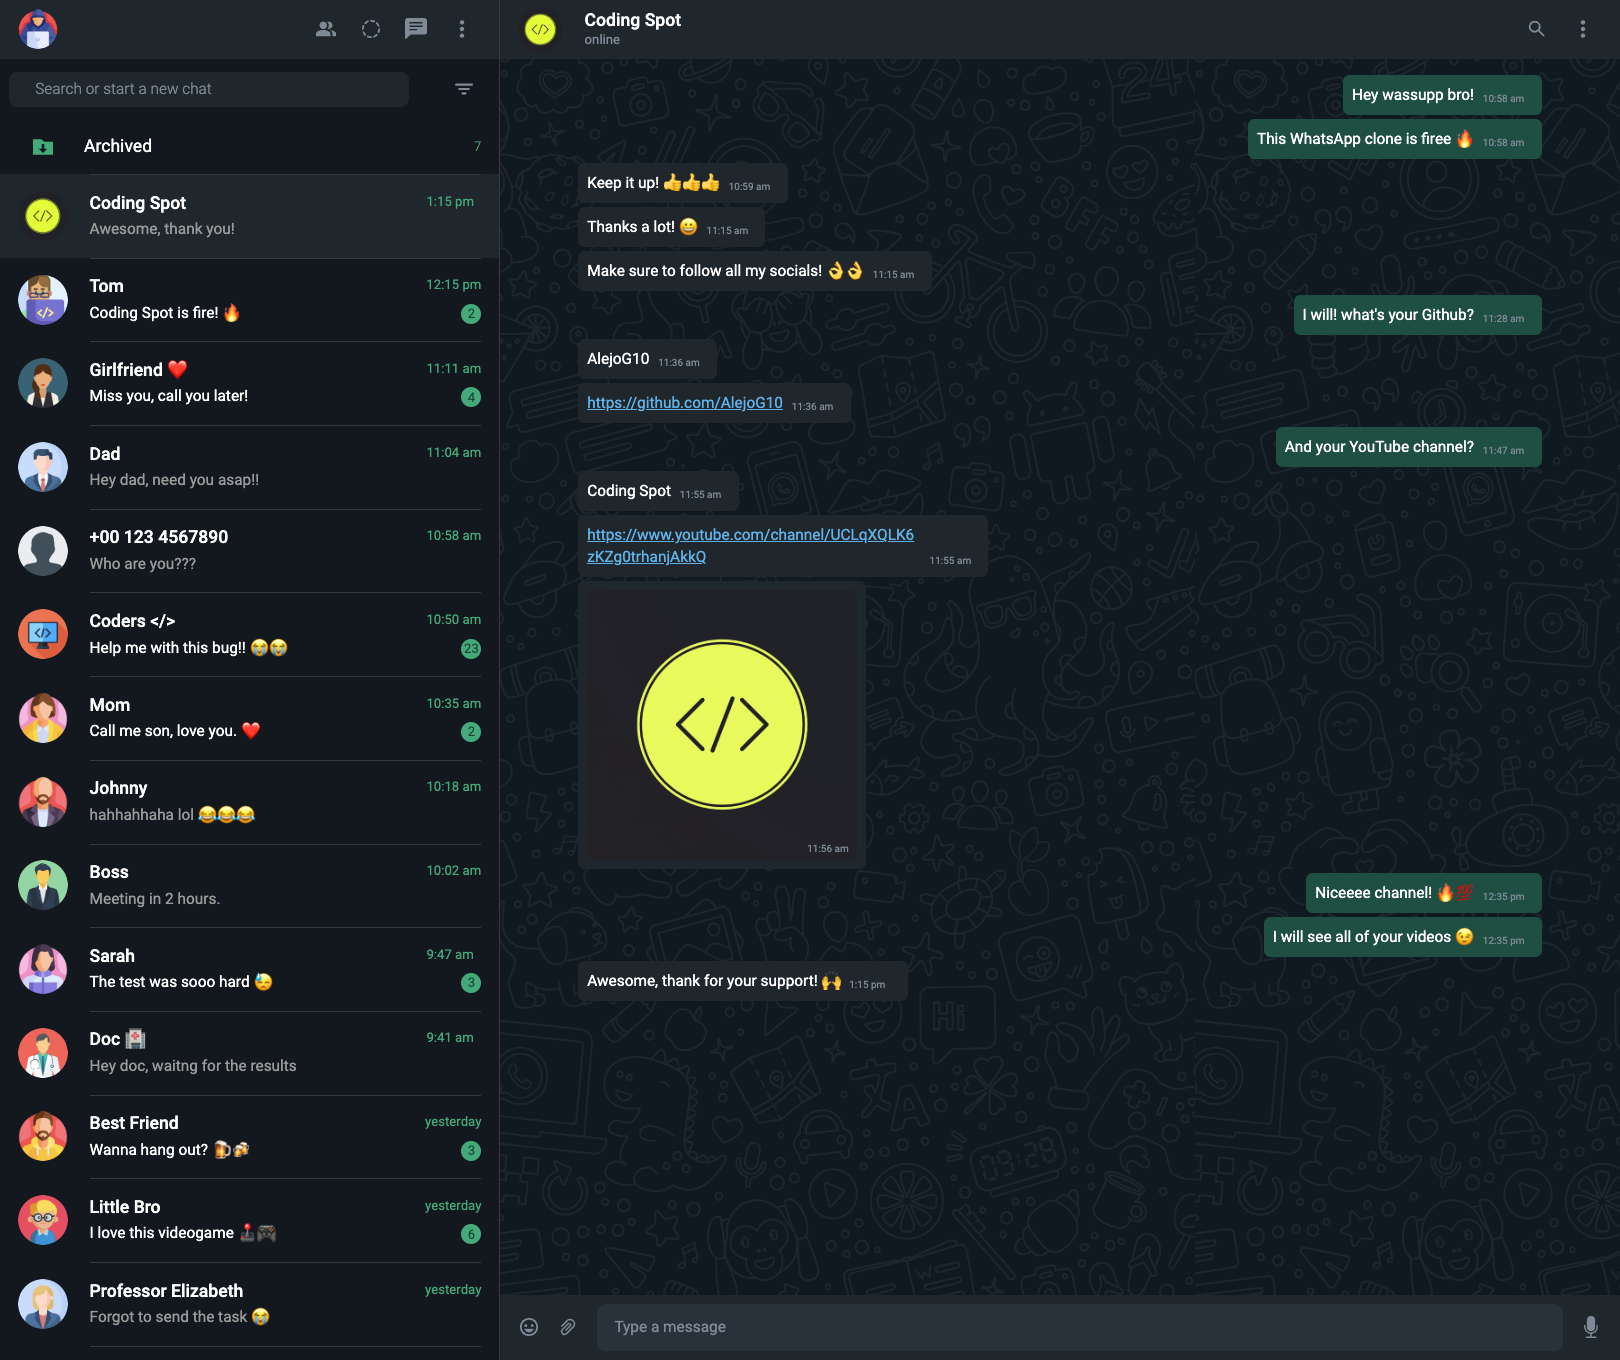 Search or start a new chat
Archived 7
Coding Spot 1:15 pm
Awesome, thank you!
Tom 12:15 pm
Coding Spot is fire! 🔥 2
Girlfriend ❤️ 11:11 am
Miss you, call you later! 4
Dad 11:04 am
Hey dad, need you asap!!
+00 123 4567890 10:58 am
Who are you???
Coders </> 10:50 am
Help me with this bug!! 😭😭 23
Mom 10:35 am
Call me son, love you. ❤️ 2
Johnny 10:18 am
hahhahhaha lol 😂😂😂
Boss 10:02 am
Meeting in 2 hours.
Sarah 9:47 am
The test was sooo hard 😓 3
Doc 🏥 9:41 am
Hey doc, waitng for the results
Best Friend yesterday
Wanna hang out? 🍺🍻 3
Little Bro yesterday
I love this videogame 🕹️🎮 6
Professor Elizabeth yesterday
Forgot to send the task 😭
Coding Spot
online
Hey wassupp bro! 10:58 am
This WhatsApp clone is firee 🔥 10:58 am
Keep it up! 👍👍👍 10:59 am
Thanks a lot! 😀 11:15 am
Make sure to follow all my socials! 👌👌 11:15 am
I will! what's your Github? 11:28 am
AlejoG10 11:36 am
https://github.com/AlejoG10 11:36 am
And your YouTube channel? 11:47 am
Coding Spot 11:55 am
https://www.youtube.com/channel/UCLqXQLK6
zKZg0trhanjAkkQ 11:55 am
</>
11:56 am
Niceeee channel! 🔥💯 12:35 pm
I will see all of your videos 😉 12:35 pm
Awesome, thank for your support! 🙌 1:15 pm
Hi
09:28
Type a message